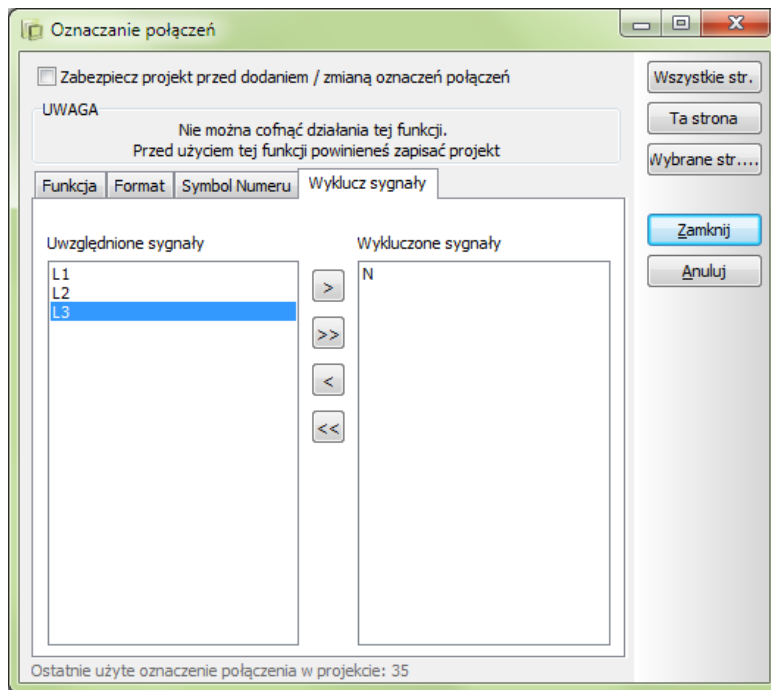 Oznaczanie połączeń
Zabezpiecz projekt przed dodaniem / zmianą oznaczeń połączeń
UWAGA
Nie można cofnąć działania tej funkcji.
Przed użyciem tej funkcji powinieneś zapisać projekt
Funkcja Format Symbol Numeru Wyklucz sygnały
Uwzględnione sygnały
L1
L2
L3
>
>>
<
<<
Wykluczone sygnały
N
Wszystkie str.
Ta strona
Wybrane str....
Zamknij
Anuluj
Ostatnie użyte oznaczenie połączenia w projekcie: 35